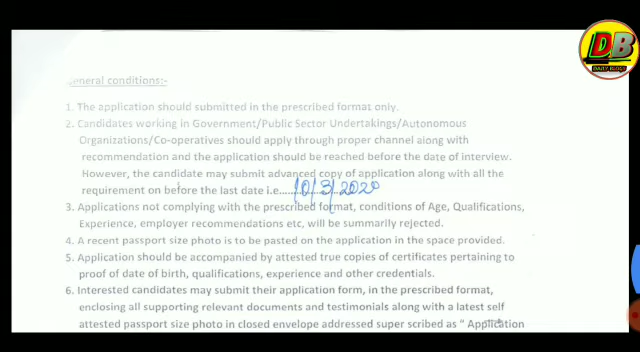 DB
DAILY BLOGS
General conditions:-
1. The application should submitted in the prescribed format only.
2. Candidates working in Government/Public Sector Undertakings/Autonomous
Organizations/Co-operatives should apply through proper channel along with
recommendation and the application should be reached before the date of interview.
However, the candidate may submit advanced copy of application along with all the
requirement on before the last date i.e.....10/3/2020
3. Applications not complying with the prescribed format, conditions of Age, Qualifications,
Experience, employer recommendations etc, will be summarily rejected.
4. A recent passport size photo is to be pasted on the application in the space provided.
5. Application should be accompanied by attested true copies of certificates pertaining to
proof of date of birth, qualifications, experience and other credentials.
6. Interested candidates may submit their application form, in the prescribed format,
enclosing all supporting relevant documents and testimonials along with a latest self
attested passport size photo in closed envelope addressed super scribed as " Application